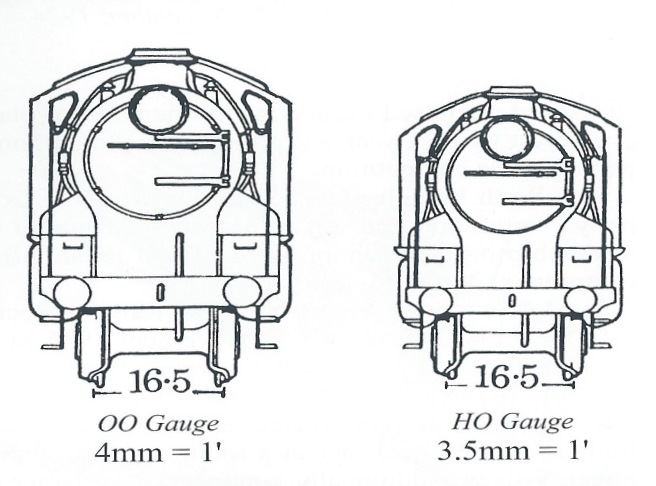 16·5
OO Gauge
4mm = 1'
16·5
HO Gauge
3.5mm = 1'